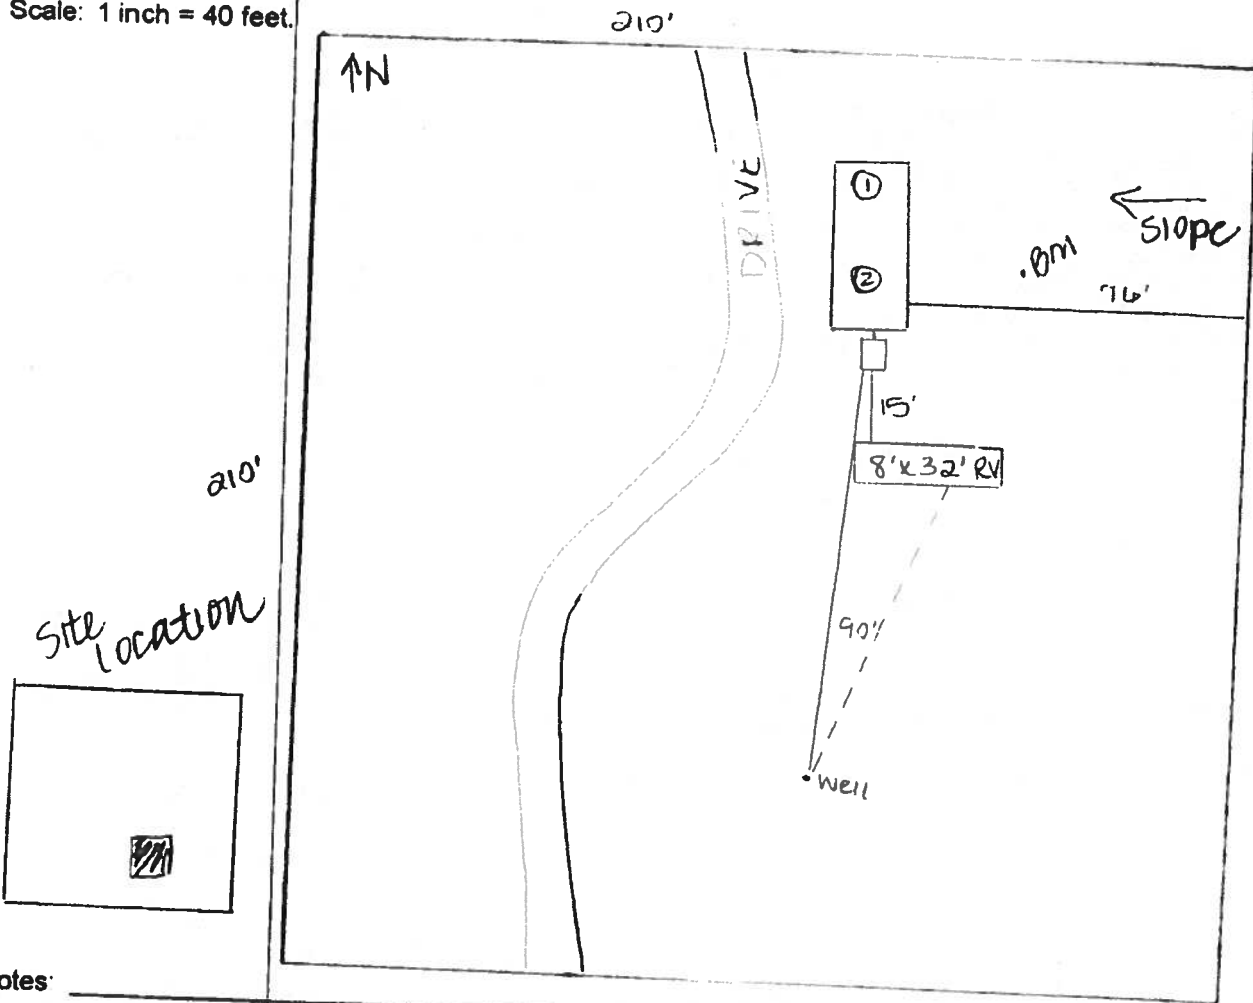 Scale: 1 inch = 40 feet.
210'
↑N
DRIVE
①
②
←
Slope
.BM
76'
15'
8'x32' RV
210'
90'
Site
Location
• Well
otes: